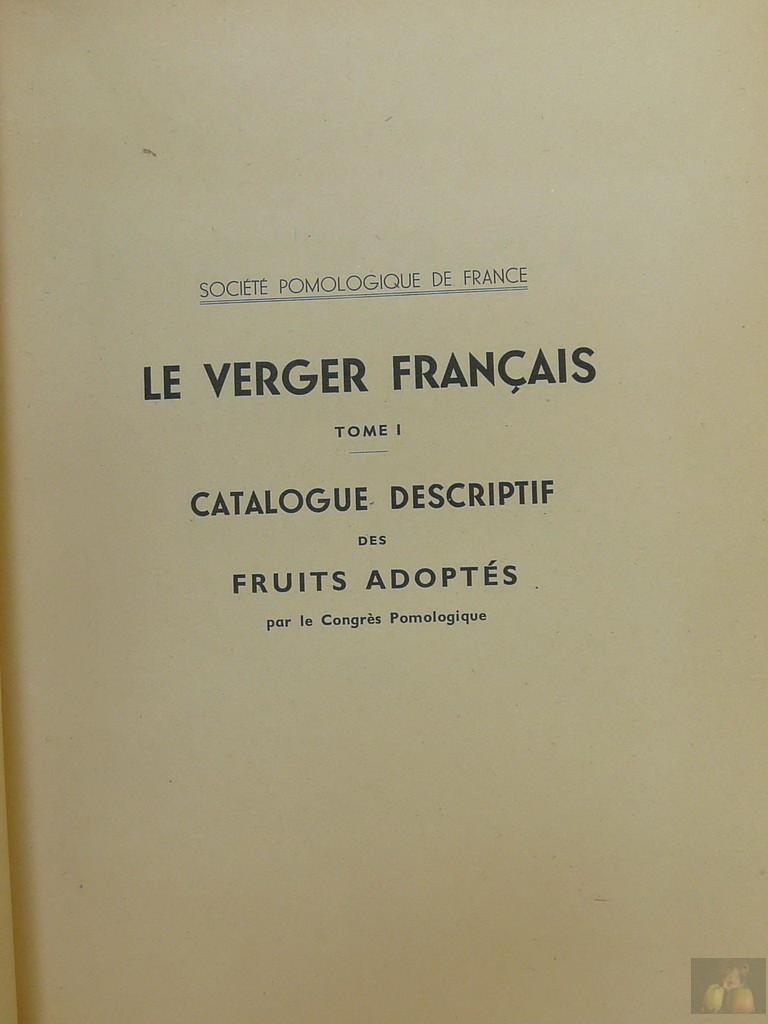 SOCIÉTÉ POMOLOGIQUE DE FRANCE
LE VERGER FRANÇAIS
TOME I
CATALOGUE DESCRIPTIF
DES
FRUITS ADOPTÉS
par le Congrès Pomologique